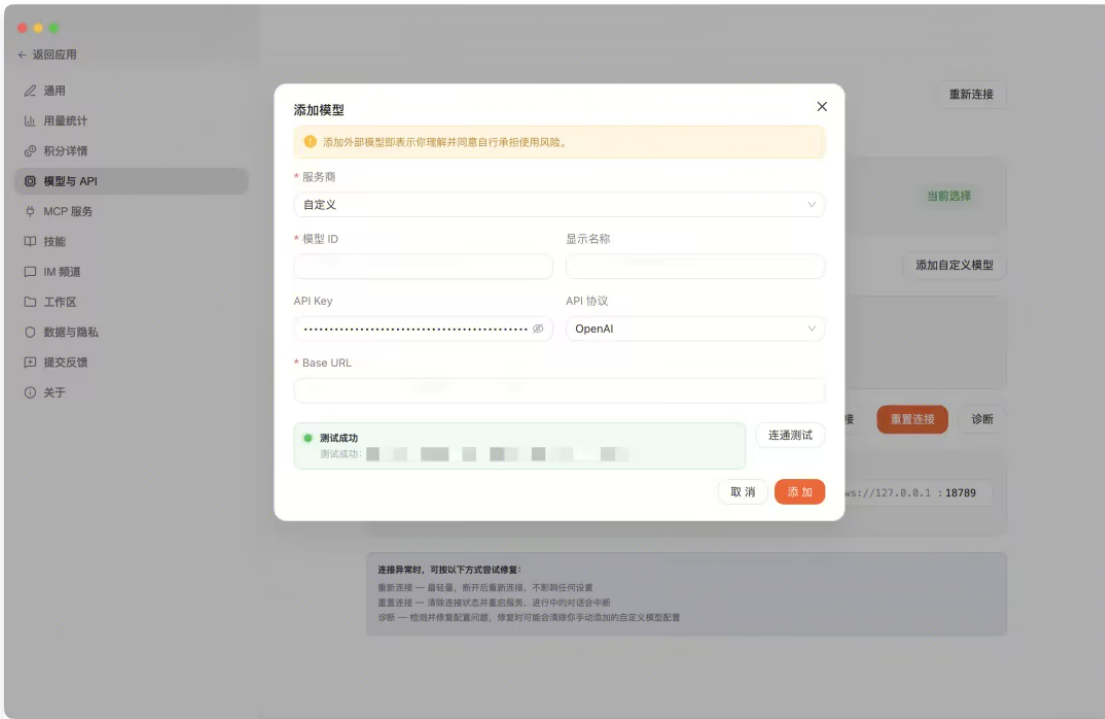 ← 返回应用
通用
用量统计
积分详情
模型与 API
MCP 服务
技能
IM 频道
工作区
数据与隐私
提交反馈
关于
重新连接
当前选择
添加自定义模型
重置连接
诊断
ws://127.0.0.1 :18789
添加模型
添加外部模型即表示你理解并同意自行承担使用风险。
* 服务商
自定义
* 模型 ID
显示名称
API Key
API 协议
OpenAI
* Base URL
测试成功
测试成功:
连通测试
取 消
添 加
连接异常时，可按以下方式尝试修复：
重新连接 — 最轻量，断开后重新连接，不影响任何设置
重置连接 — 清除连接状态并重启服务，进行中的对话会中断
诊断 — 检测并修复配置问题，修复时可能会清除你手动添加的自定义模型配置